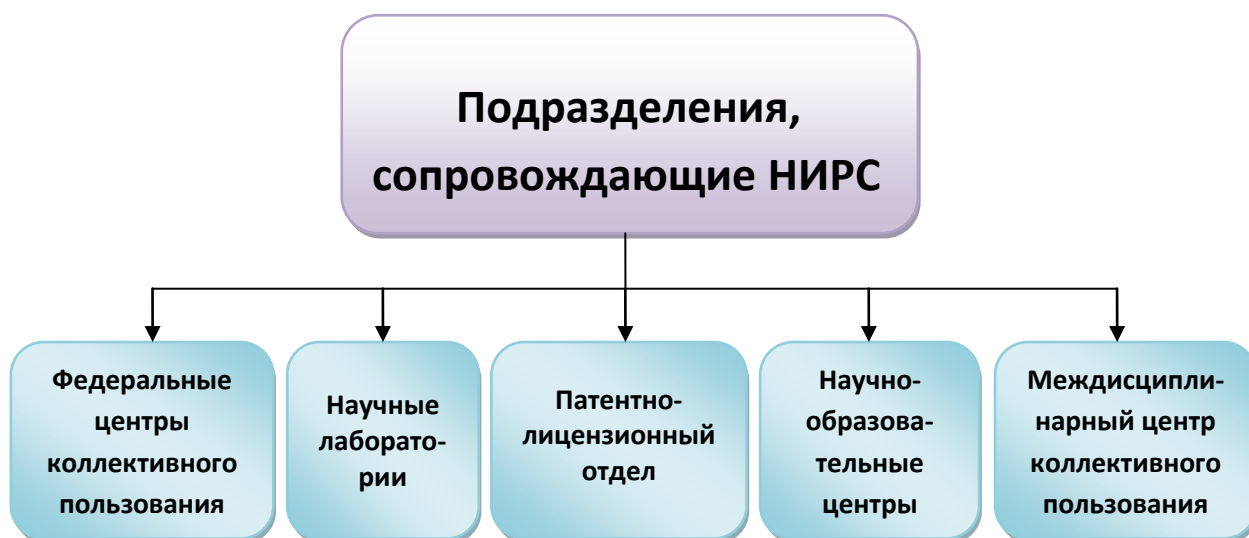 Подразделения,
сопровождающие НИРС
Федеральные
центры
коллективного
пользования
Научные
лаборато-
рии
Патентно-
лицензионный
отдел
Научно-
образова-
тельные
центры
Междисципли-
нарный центр
коллективного
пользования